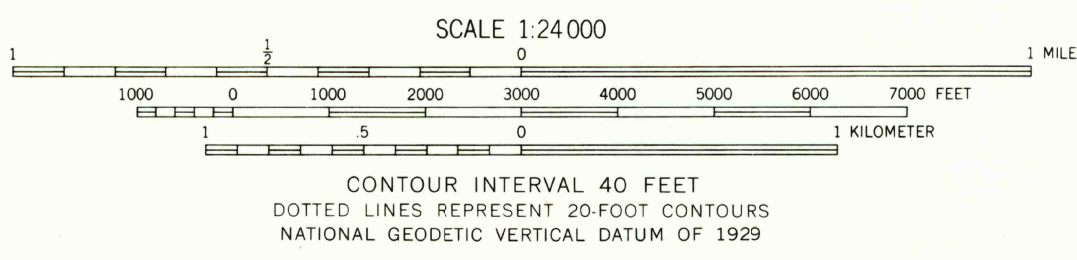 SCALE 1:24 000
1 ½ 0 1 MILE
1000 0 1000 2000 3000 4000 5000 6000 7000 FEET
1 .5 0 1 KILOMETER
CONTOUR INTERVAL 40 FEET
DOTTED LINES REPRESENT 20-FOOT CONTOURS
NATIONAL GEODETIC VERTICAL DATUM OF 1929